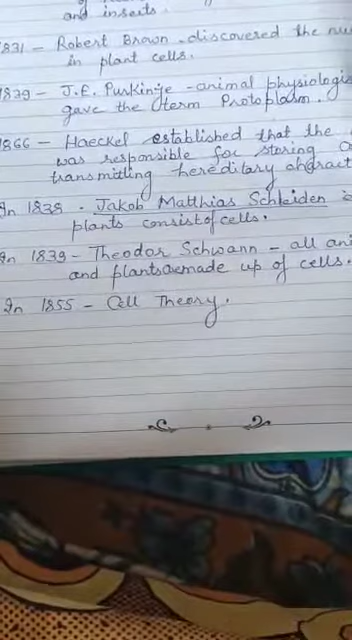 and insects.
1831 - Robert Brown - discovered the
in plant cells.
1839 - J.E. Purkinje - animal
gave the term Protoplasm.
1866 - Haeckel established that the
was responsible for storing
transmitting hereditary
In 1838 - Jakob Matthias Schleiden
plants consist of cells.
In 1839 - Theodor Schwann - all
and plants are made up of cells.
In 1855 - Cell Theory.